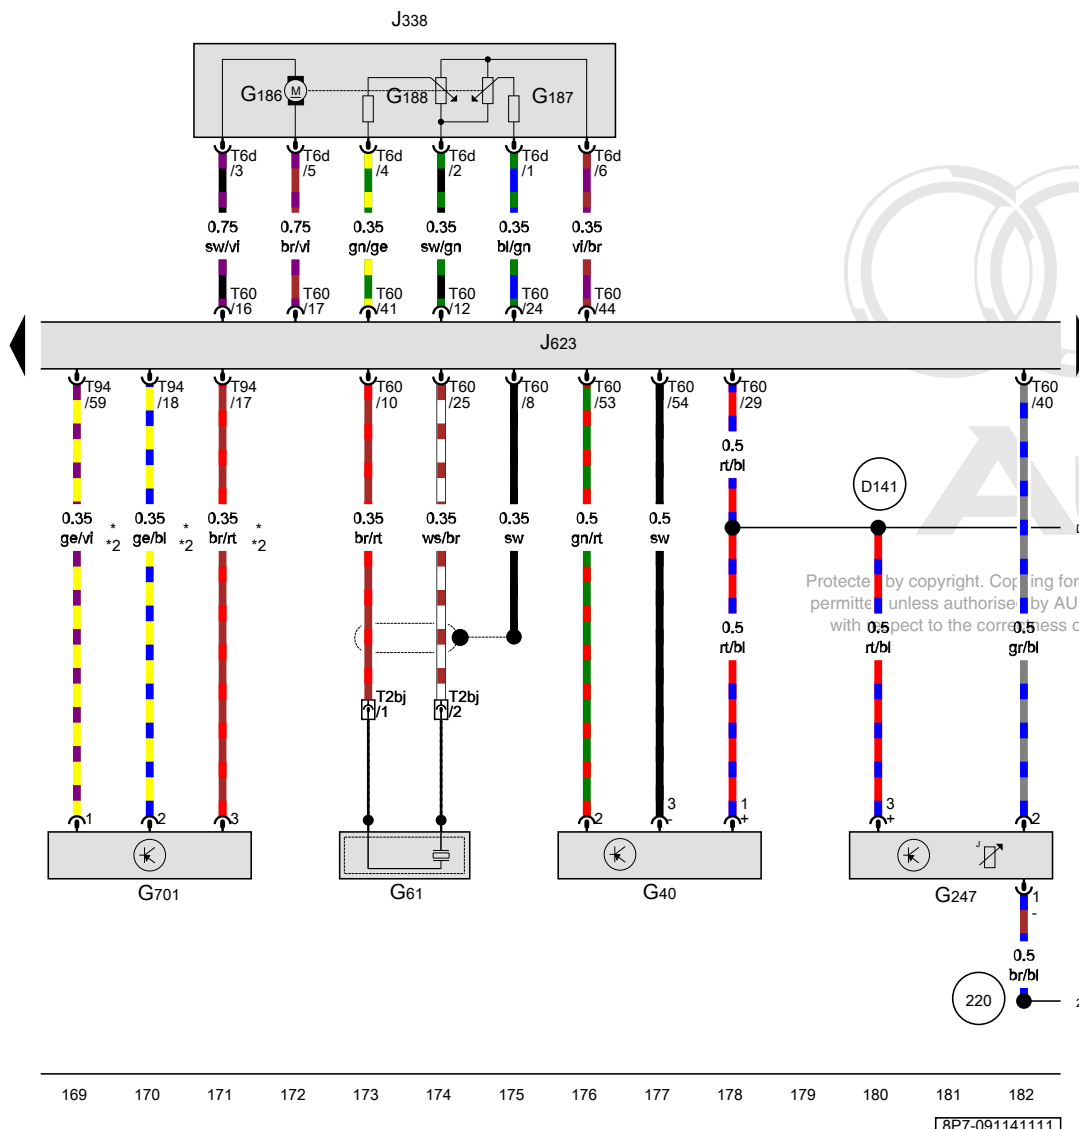 J338
G186 M G188 G187
T6d T6d T6d T6d T6d T6d
/3 /5 /4 /2 /1 /6
0.75 0.75 0.35 0.35 0.35 0.35
sw/vi br/vi gn/ge sw/gn bl/gn vi/br
T60 T60 T60 T60 T60 T60
/16 /17 /41 /12 /24 /44
J623
T94 T94 T94 T60 T60 T60 T60 T60 T60 T60
/59 /18 /17 /10 /25 /8 /53 /54 /29 /40
0.5
rt/bl
D141
0.35 * 0.35 * 0.35 * 0.35 0.35 0.35 0.5 0.5
ge/vi *2 ge/bl *2 br/rt *2 br/rt ws/br sw gn/rt sw
Protecte by copyright. Cop ing for
permitte unless authorise by AU
with respect to the correctness o
0.5 0.5 0.5
rt/bl rt/bl gr/bl
T2bj T2bj
/1 /2
1 2 3 2 3 1 3 2
- + +
J
G701 G61 G40 G247
1
-
0.5
br/bl
220
169 170 171 172 173 174 175 176 177 178 179 180 181 182
8P7-091141111